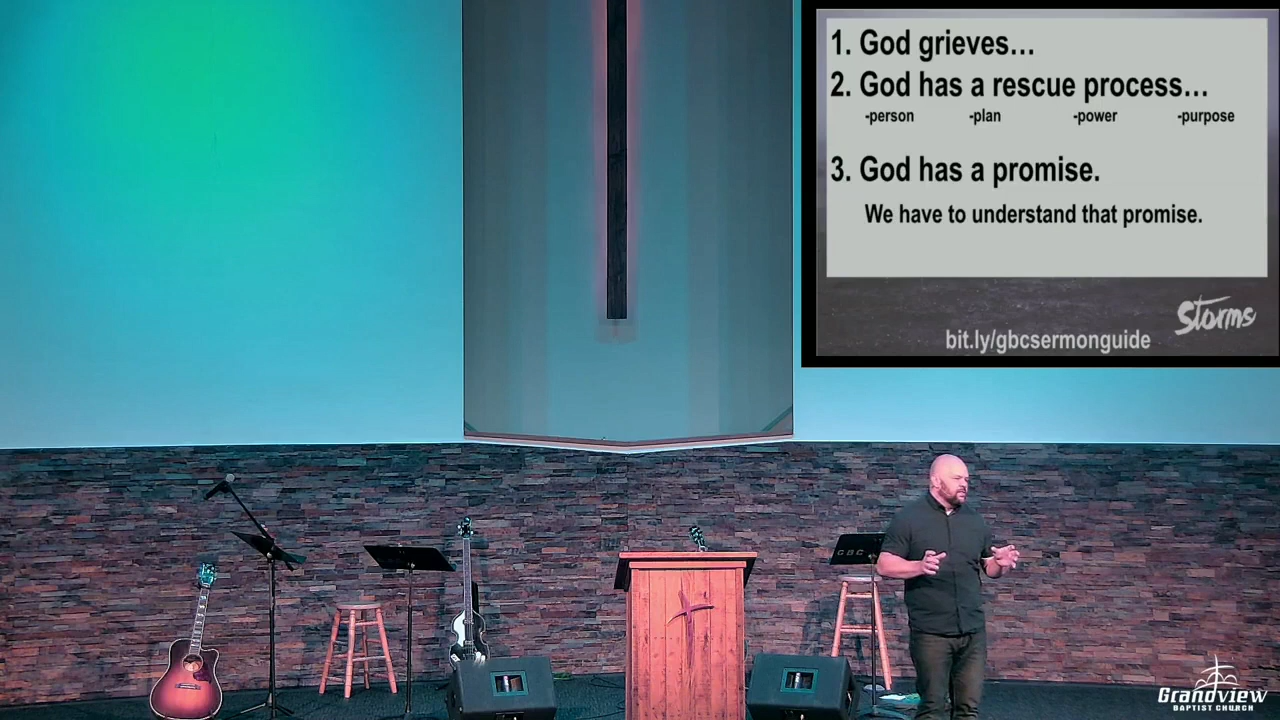 1. God grieves...
2. God has a rescue process...
-person -plan -power -purpose
3. God has a promise.
We have to understand that promise.
Storms
bit.ly/gbcsermonguide
GBC
Grandview
BAPTIST CHURCH